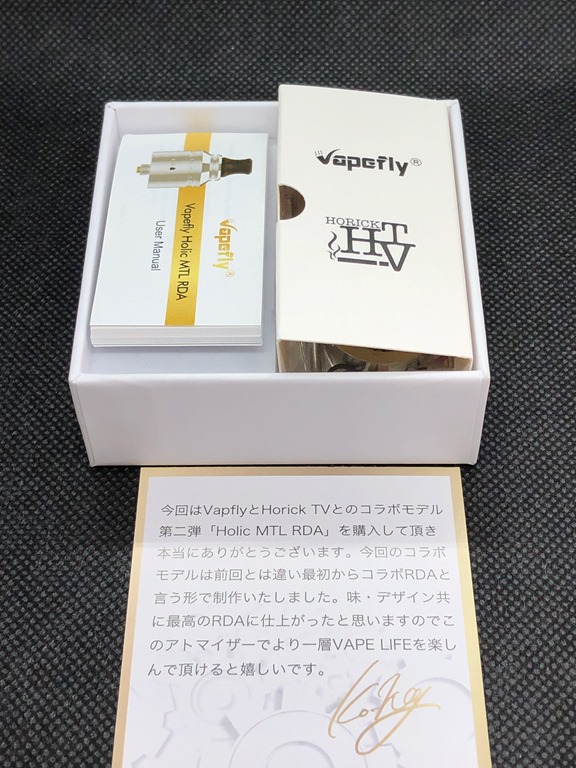 Vapefly®
Vapefly Holic MTL RDA
User Manual
Vapefly®
HORICK
TV
今回はVapflyとHorick TVとのコラボモデル
第二弾「Holic MTL RDA」を購入して頂き
本当にありがとうございます。今回のコラボ
モデルは前回とは違い最初からコラボRDAと
言う形で制作いたしました。味・デザイン共
に最高のRDAに仕上がったと思いますのでこ
のアトマイザーでより一層VAPE LIFEを楽し
んで頂けると嬉しいです。